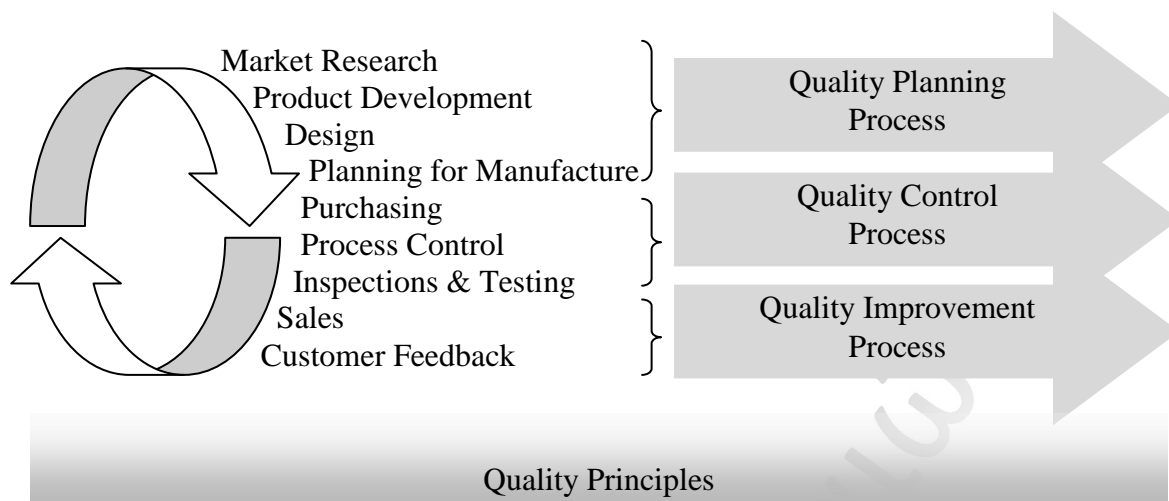 Market Research
Product Development
Design
Planning for Manufacture
Purchasing
Process Control
Inspections & Testing
Sales
Customer Feedback
Quality Planning
Process
Quality Control
Process
Quality Improvement
Process
Quality Principles